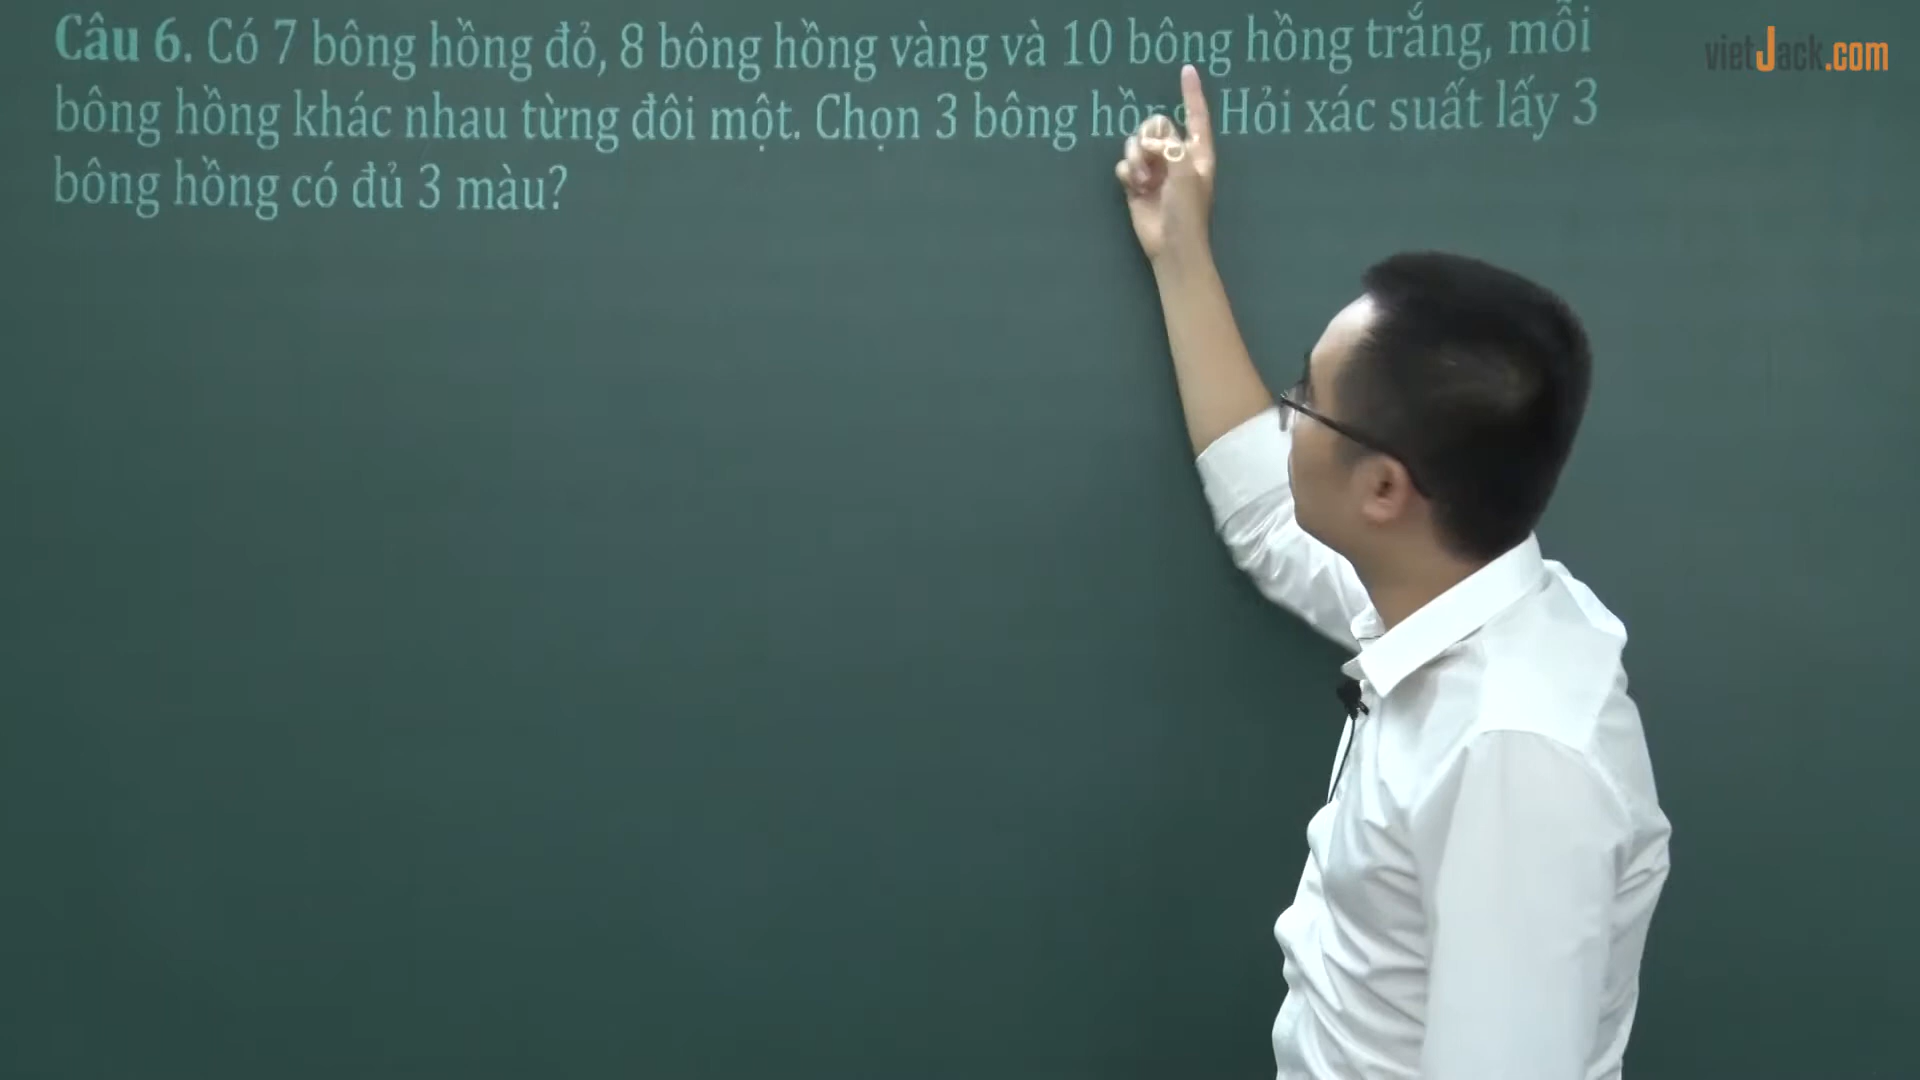 Câu 6. Có 7 bông hồng đỏ, 8 bông hồng vàng và 10 bông hồng trắng, mỗi
vietJack.com
bông hồng khác nhau từng đôi một. Chọn 3 bông hồng. Hỏi xác suất lấy 3
bông hồng có đủ 3 màu?